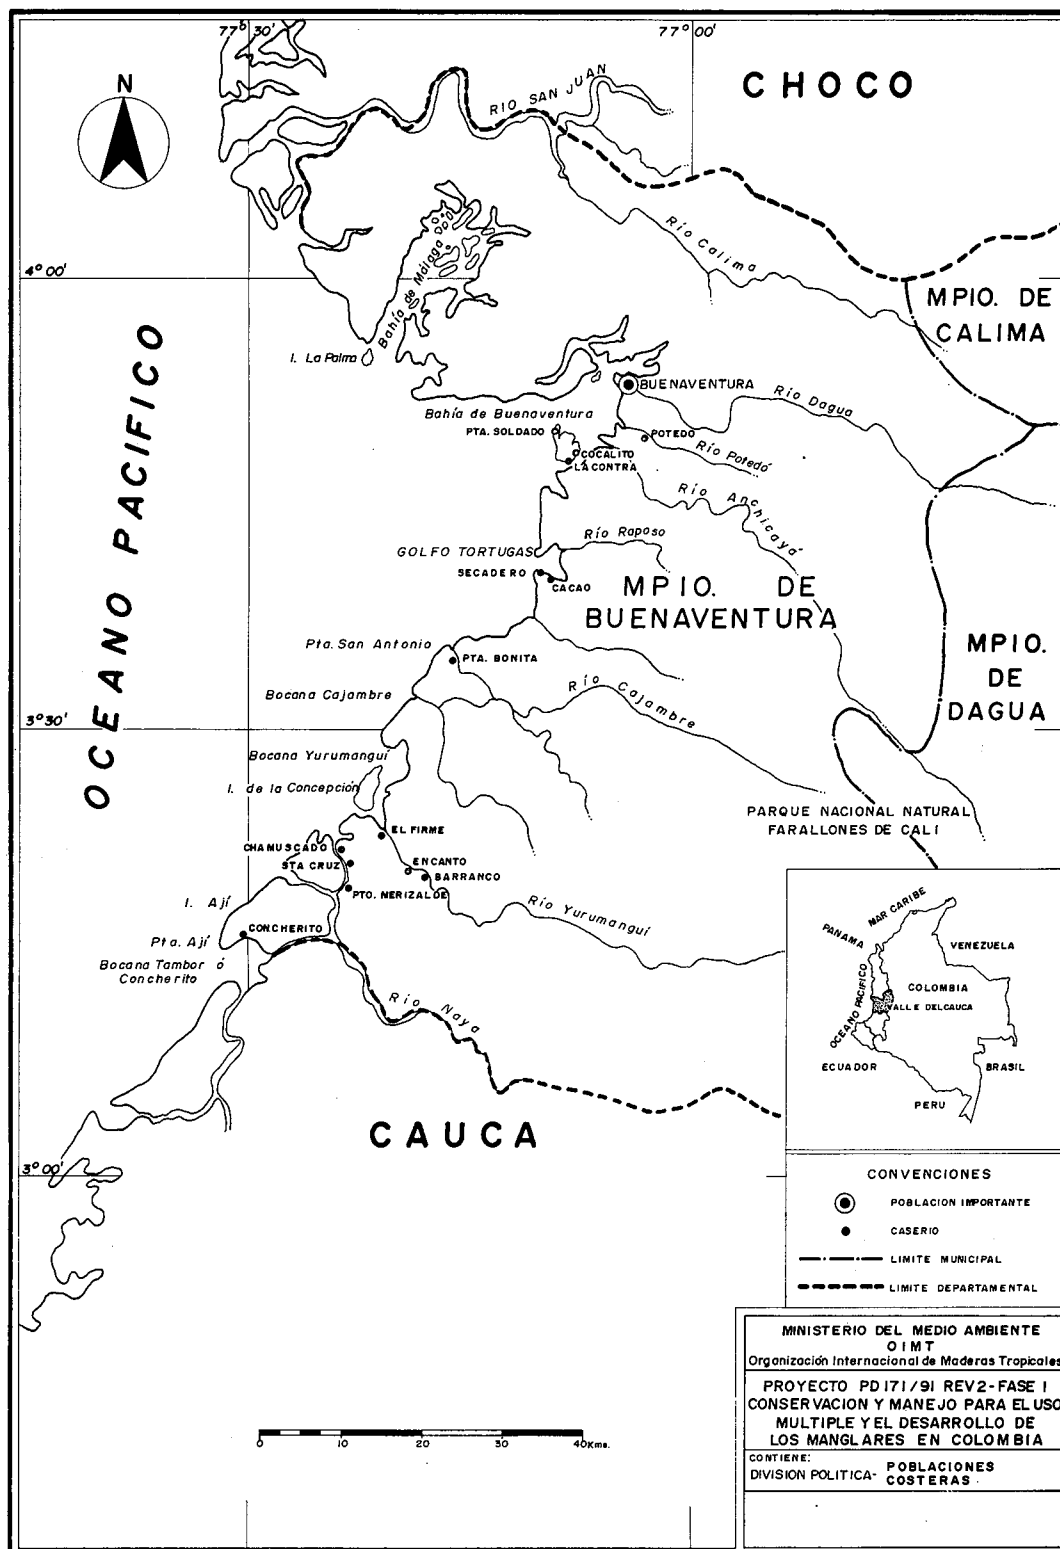 77° 30'
77° 00'
N
CHOCO
RIO SAN JUAN
Río Calima
4° 00'
Bahía de Málaga
MPIO. DE
CALIMA
I. La Palma
OCEANO PACIFICO
BUENAVENTURA
Río Dagua
Bahía de Buenaventura
PTA. SOLDADO
POTEDO
Río Potedó
COCALITO
LA CONTRA
Río Anchicayá
Río Raposo
GOLFO TORTUGAS
SECADERO
CACAO
MPIO. DE
BUENAVENTURA
Pta. San Antonio
PTA. BONITA
MPIO.
DE
DAGUA
Bocana Cajambre
Río Cajambre
3° 30'
Bocana Yurumanguí
I. de la Concepción
PARQUE NACIONAL NATURAL
FARALLONES DE CALI
EL FIRME
CHAMUSCADO
STA CRUZ
ENCANTO
BARRANCO
PTO. NERIZALDE
I. Ají
Río Yurumanguí
CONCHERITO
Pta. Ají
Bocana Tambor ó
Concherito
Río Naya
MAR CARIBE
PANAMA
VENEZUELA
OCEANO PACIFICO
COLOMBIA
VALLE DEL CAUCA
ECUADOR
BRASIL
PERU
CAUCA
3° 00'
CONVENCIONES
POBLACION IMPORTANTE
CASERIO
LIMITE MUNICIPAL
LIMITE DEPARTAMENTAL
MINISTERIO DEL MEDIO AMBIENTE
OIMT
Organización Internacional de Maderas Tropicales
PROYECTO PD 171/91 REV2-FASE I
CONSERVACION Y MANEJO PARA EL USO
MULTIPLE Y EL DESARROLLO DE
LOS MANGLARES EN COLOMBIA
CONTIENE:
DIVISION POLITICA- POBLACIONES
COSTERAS
0 10 20 30 40Kms.